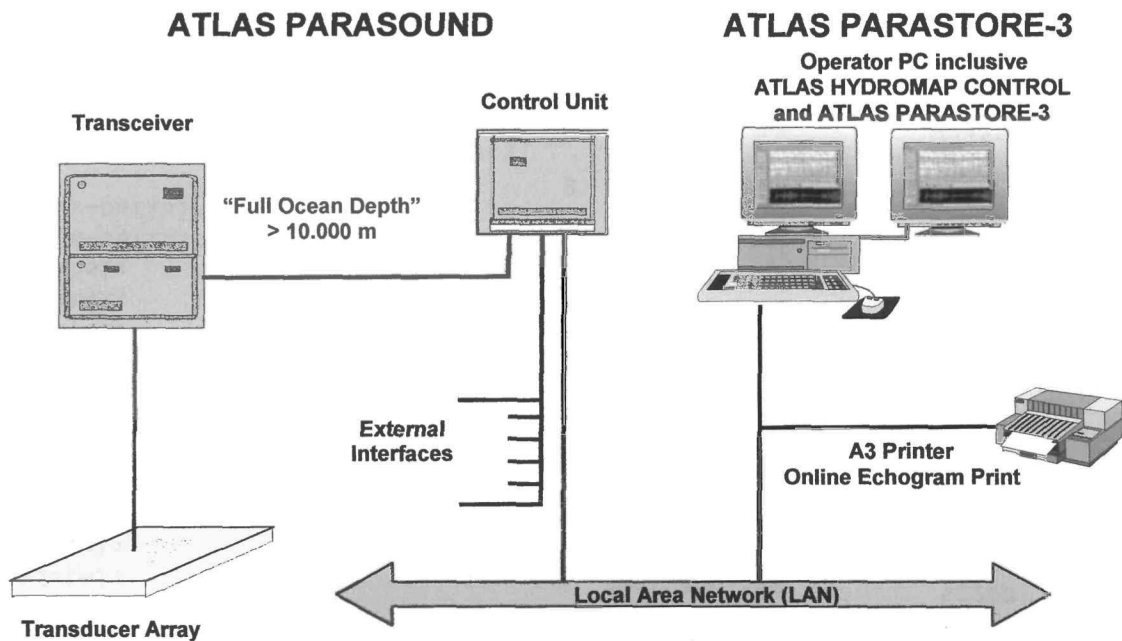 ATLAS PARASOUND
ATLAS PARASTORE-3
Operator PC inclusive
ATLAS HYDROMAP CONTROL
and ATLAS PARASTORE-3
Control Unit
Transceiver
"Full Ocean Depth"
> 10.000 m
External
Interfaces
A3 Printer
Online Echogram Print
Local Area Network (LAN)
Transducer Array